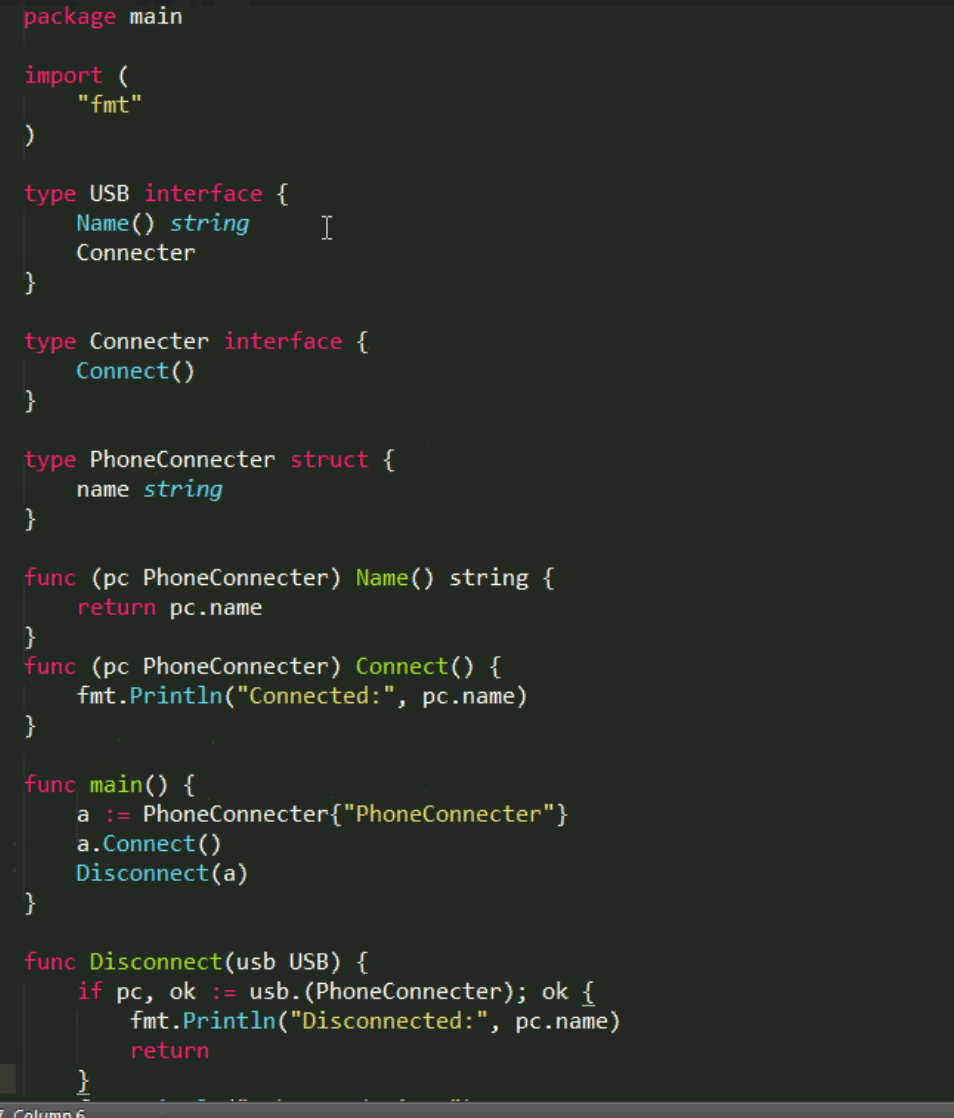 package main
import (
"fmt"
)
type USB interface {
Name() string
Connecter
}
type Connecter interface {
Connect()
}
type PhoneConnecter struct {
name string
}
func (pc PhoneConnecter) Name() string {
return pc.name
}
func (pc PhoneConnecter) Connect() {
fmt.Println("Connected:", pc.name)
}
func main() {
a := PhoneConnecter{"PhoneConnecter"}
a.Connect()
Disconnect(a)
}
func Disconnect(usb USB) {
if pc, ok := usb.(PhoneConnecter); ok {
fmt.Println("Disconnected:", pc.name)
return
}
Column 6